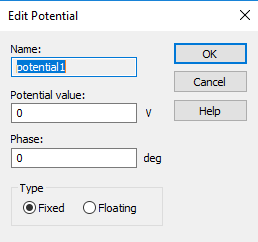 Edit Potential
Name:
potential1
OK
Cancel
Potential value:
0 V
Help
Phase:
0 deg
Type
Fixed Floating